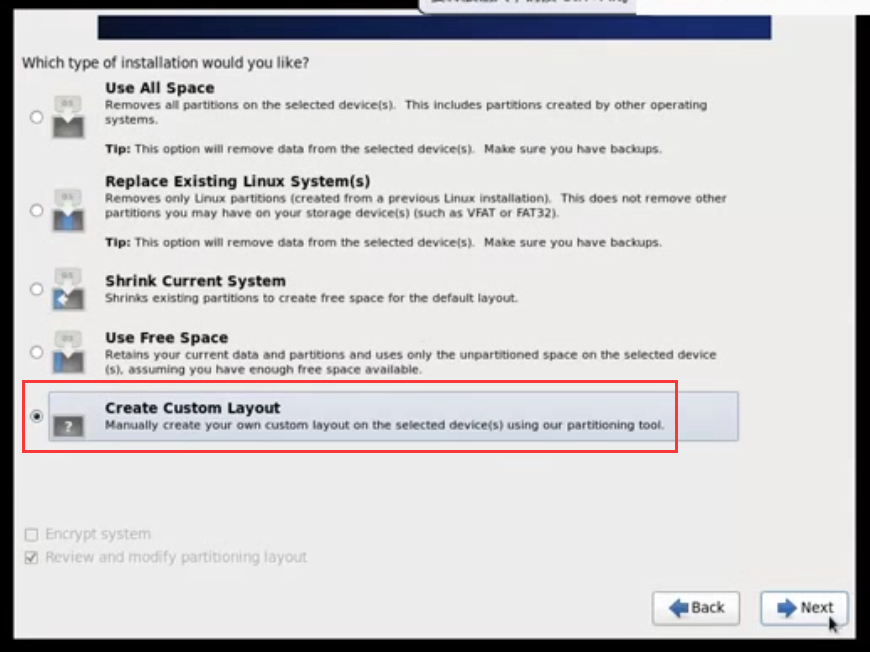 Which type of installation would you like?
Use All Space
Removes all partitions on the selected device(s). This includes partitions created by other operating
systems.
Tip: This option will remove data from the selected device(s). Make sure you have backups.
Replace Existing Linux System(s)
Removes only Linux partitions (created from a previous Linux installation). This does not remove other
partitions you may have on your storage device(s) (such as VFAT or FAT32).
Tip: This option will remove data from the selected device(s). Make sure you have backups.
Shrink Current System
Shrinks existing partitions to create free space for the default layout.
Use Free Space
Retains your current data and partitions and uses only the unpartitioned space on the selected device
(s), assuming you have enough free space available.
?
Create Custom Layout
Manually create your own custom layout on the selected device(s) using our partitioning tool.
Encrypt system
Review and modify partitioning layout
Back
Next